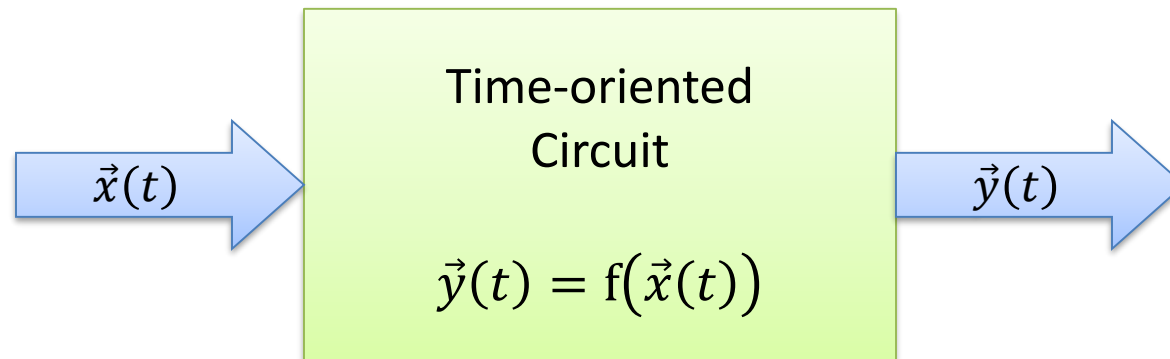 Time-oriented
Circuit
x⃗(t)
y⃗(t)
y⃗(t) = f(x⃗(t))